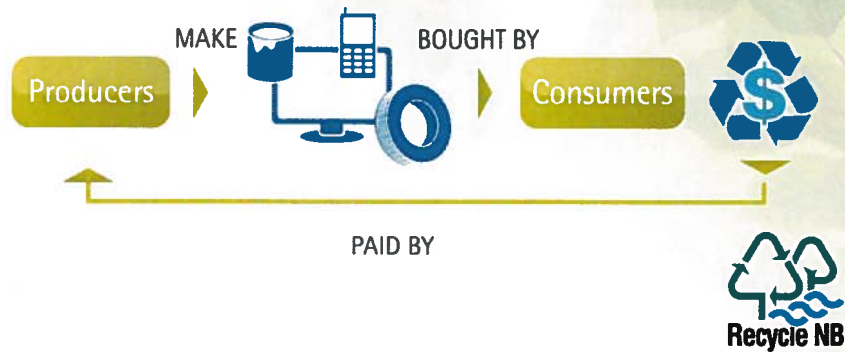 MAKE
BOUGHT BY
Producers
Consumers
$
PAID BY
Recycle NB